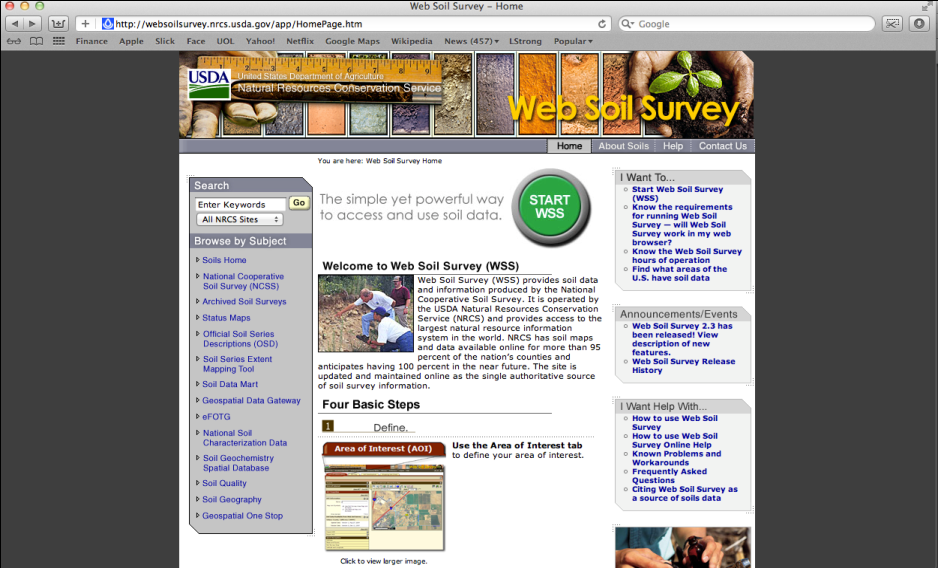 Web Soil Survey – Home
http://websoilsurvey.nrcs.usda.gov/app/HomePage.htm
Google
Finance Apple Slick Face UOL Yahoo! Netflix Google Maps Wikipedia News (457) LStrong Popular
USDA
United States Department of Agriculture
Natural Resources Conservation Service
Web Soil Survey
Home About Soils Help Contact Us
You are here: Web Soil Survey Home
Search
Enter Keywords Go
All NRCS Sites
Browse by Subject
Soils Home
National Cooperative
Soil Survey (NCSS)
Archived Soil Surveys
Status Maps
Official Soil Series
Descriptions (OSD)
Soil Series Extent
Mapping Tool
Soil Data Mart
Geospatial Data Gateway
eFOTG
National Soil
Characterization Data
Soil Geochemistry
Spatial Database
Soil Quality
Soil Geography
Geospatial One Stop
The simple yet powerful way
to access and use soil data.
START
WSS
Welcome to Web Soil Survey (WSS)
Web Soil Survey (WSS) provides soil data
and information produced by the National
Cooperative Soil Survey. It is operated by
the USDA Natural Resources Conservation
Service (NRCS) and provides access to the
largest natural resource information
system in the world. NRCS has soil maps
and data available online for more than 95
percent of the nation's counties and
anticipates having 100 percent in the near future. The site is
updated and maintained online as the single authoritative source
of soil survey information.
Four Basic Steps
1 Define.
Area of Interest (AOI)
Use the Area of Interest tab
to define your area of interest.
Click to view larger image.
I Want To...
Start Web Soil Survey
(WSS)
Know the requirements
for running Web Soil
Survey — will Web Soil
Survey work in my web
browser?
Know the Web Soil Survey
hours of operation
Find what areas of the
U.S. have soil data
Announcements/Events
Web Soil Survey 2.3 has
been released! View
description of new
features.
Web Soil Survey Release
History
I Want Help With...
How to use Web Soil
Survey
How to use Web Soil
Survey Online Help
Known Problems and
Workarounds
Frequently Asked
Questions
Citing Web Soil Survey as
a source of soils data